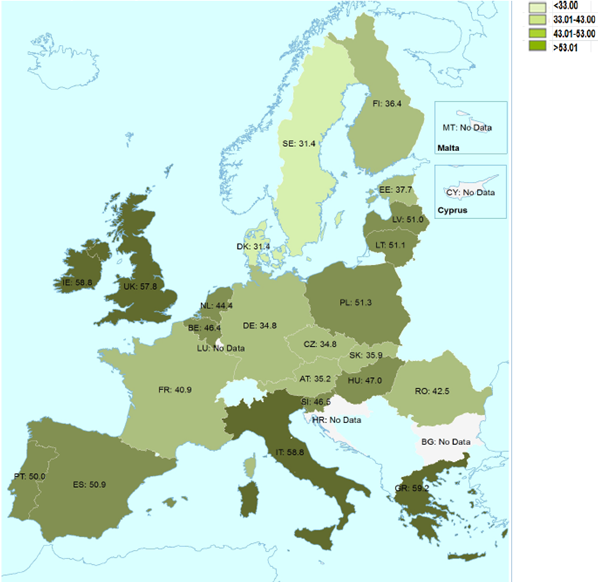 <33.00
33.01-43.00
43.01-53.00
>53.01
FI: 36.4
SE: 31.4
MT: No Data
Malta
EE: 37.7
CY: No Data
Cyprus
LV: 51.0
LT: 51.1
DK: 31.4
IE: 58.8
UK: 57.8
NL: 44.4
PL: 51.3
BE: 46.4
DE: 34.8
LU: No Data
CZ: 34.8
SK: 35.9
AT: 35.2
HU: 47.0
FR: 40.9
RO: 42.5
SI: 46.5
HR: No Data
BG: No Data
IT: 58.8
PT: 50.0
ES: 50.9
GR: 59.2